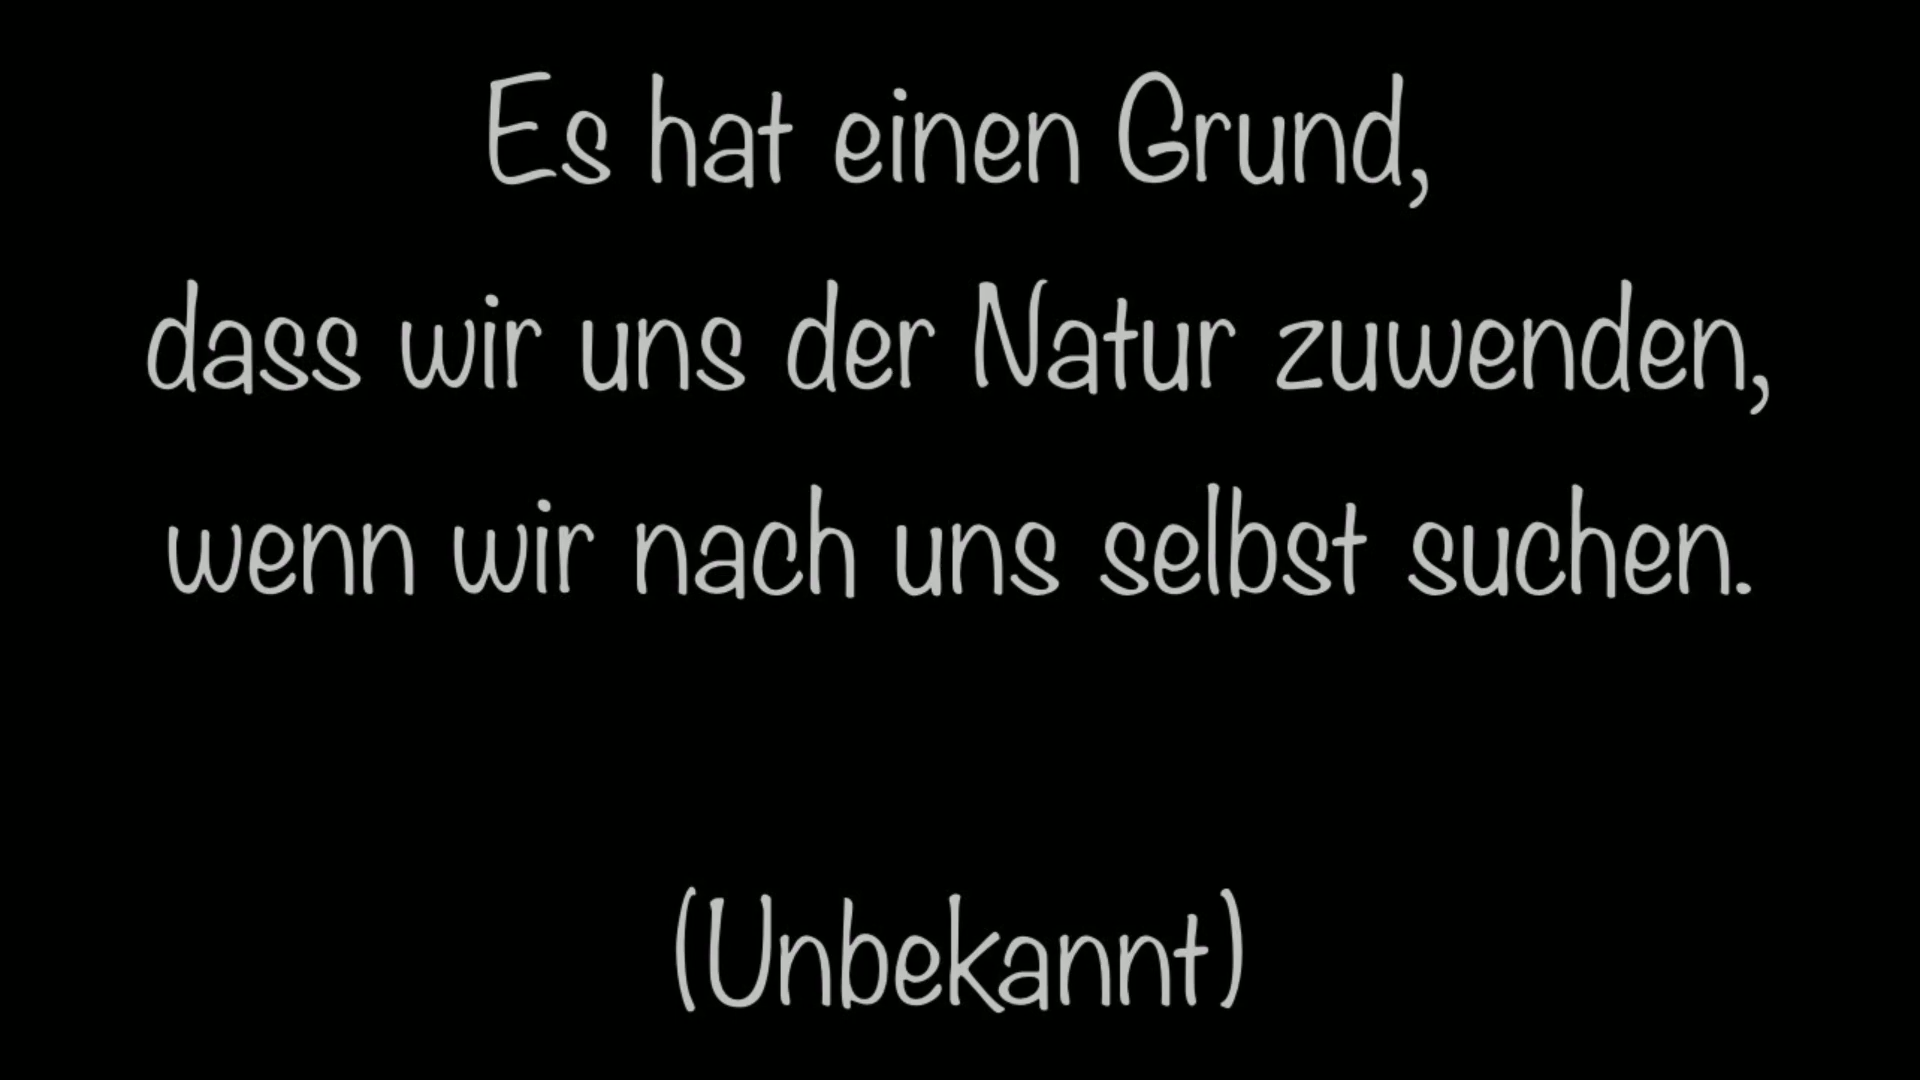 Es hat einen Grund,
dass wir uns der Natur zuwenden,
wenn wir nach uns selbst suchen.
(Unbekannt)